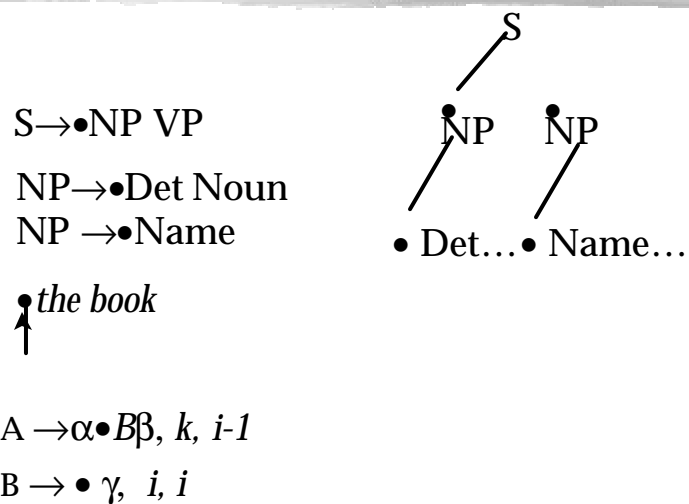 S
S→•NP VP
•NP •NP
NP→•Det Noun
NP →•Name
• Det…• Name…
•the book
A →α•Bβ, k, i-1
B → • γ, i, i